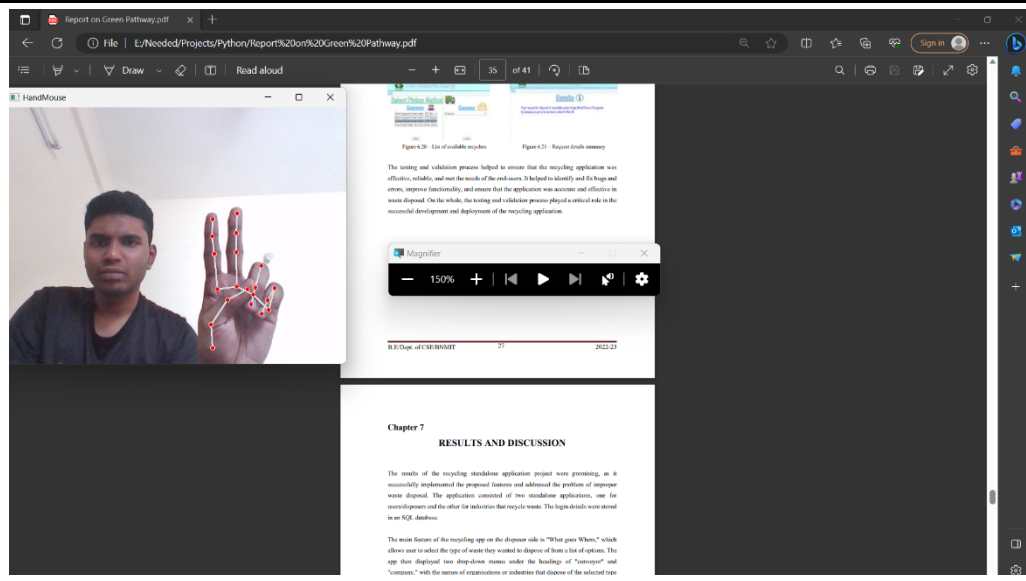 Report on Green Pathway.pdf
File | E:/Needed/Projects/Python/Report%20on%20Green%20Pathway.pdf
Sign in
Draw
Read aloud
35 of 41
HandMouse
Select Pickup Method
Details
Figure 6.20 – List of available recyclers
Figure 6.21 – Request details summary
The testing and validation process helped to ensure that the recycling application was
effective, reliable, and met the needs of the end-users. It helped to identify and fix bugs and
errors, improve functionality, and ensure that the application was accurate and effective in
waste disposal. On the whole, the testing and validation process played a critical role in the
successful development and deployment of the recycling application.
Magnifier
150%
B.E/Dept. of CSE/BNMIT 27 2022-23
Chapter 7
RESULTS AND DISCUSSION
The results of the recycling standalone application project were promising, as it
successfully implemented the proposed features and addressed the problem of improper
waste disposal. The application consisted of two standalone applications, one for
users/disposers and the other for industries that recycle waste. The login details were stored
in an SQL database.
The main feature of the recycling app on the disposer side is "What goes Where," which
allows user to select the type of waste they wanted to dispose of from a list of options. The
app then displayed two drop-down menus under the headings of "conveyer" and
"company," with the names of organisations or industries that dispose of the selected type